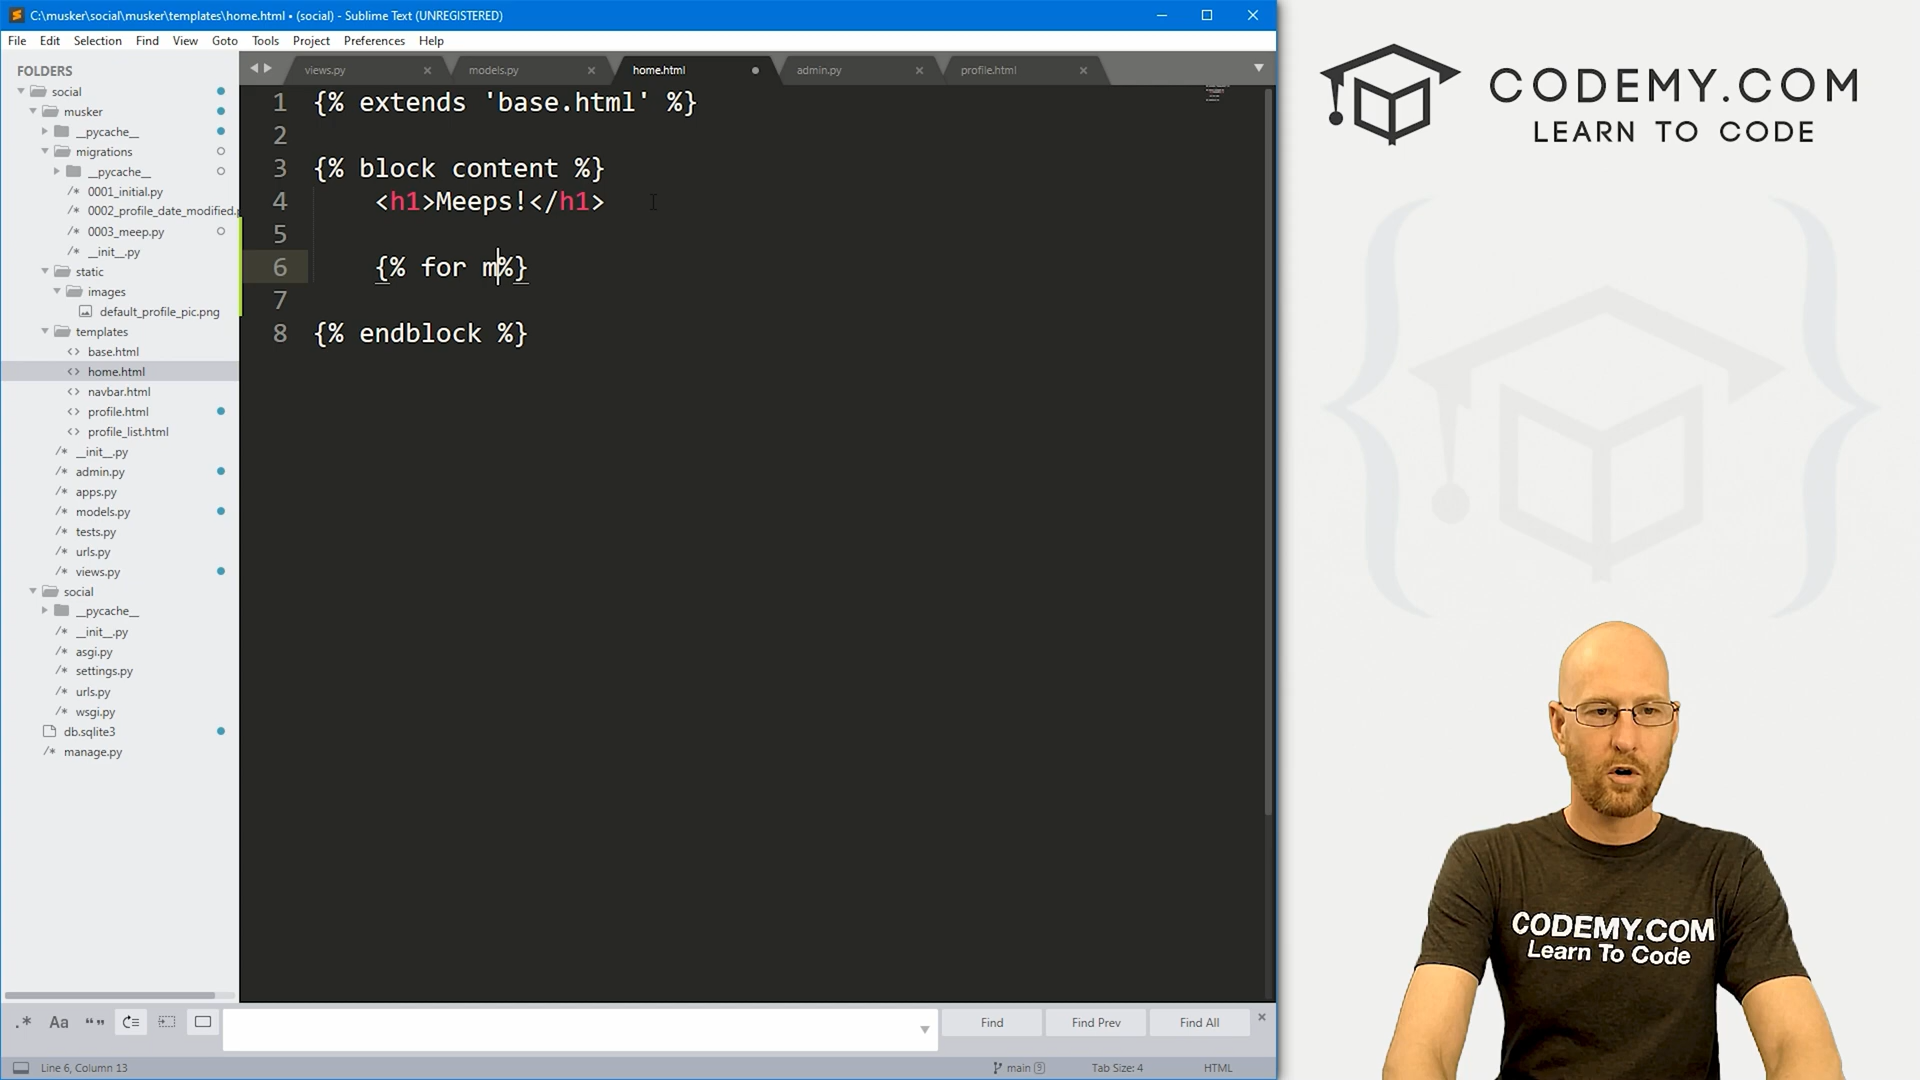 C:\musker\social\musker\templates\home.html • (social) - Sublime Text (UNREGISTERED)
File Edit Selection Find View Goto Tools Project Preferences Help
FOLDERS
social
musker
__pycache__
migrations
__pycache__
0001_initial.py
0002_profile_date_modified.p
0003_meep.py
__init__.py
static
images
default_profile_pic.png
templates
base.html
home.html
navbar.html
profile.html
profile_list.html
__init__.py
admin.py
apps.py
models.py
tests.py
urls.py
views.py
social
__pycache__
__init__.py
asgi.py
settings.py
urls.py
wsgi.py
db.sqlite3
manage.py
views.py models.py home.html admin.py profile.html
1 {% extends 'base.html' %}
2
3 {% block content %}
4 <h1>Meeps!</h1>
5
6 {% for m%}
7
8 {% endblock %}
.* Aa “” Find Find Prev Find All
Line 6, Column 13 main 9 Tab Size: 4 HTML
CODEMY.COM
LEARN TO CODE
CODEMY.COM
Learn To Code